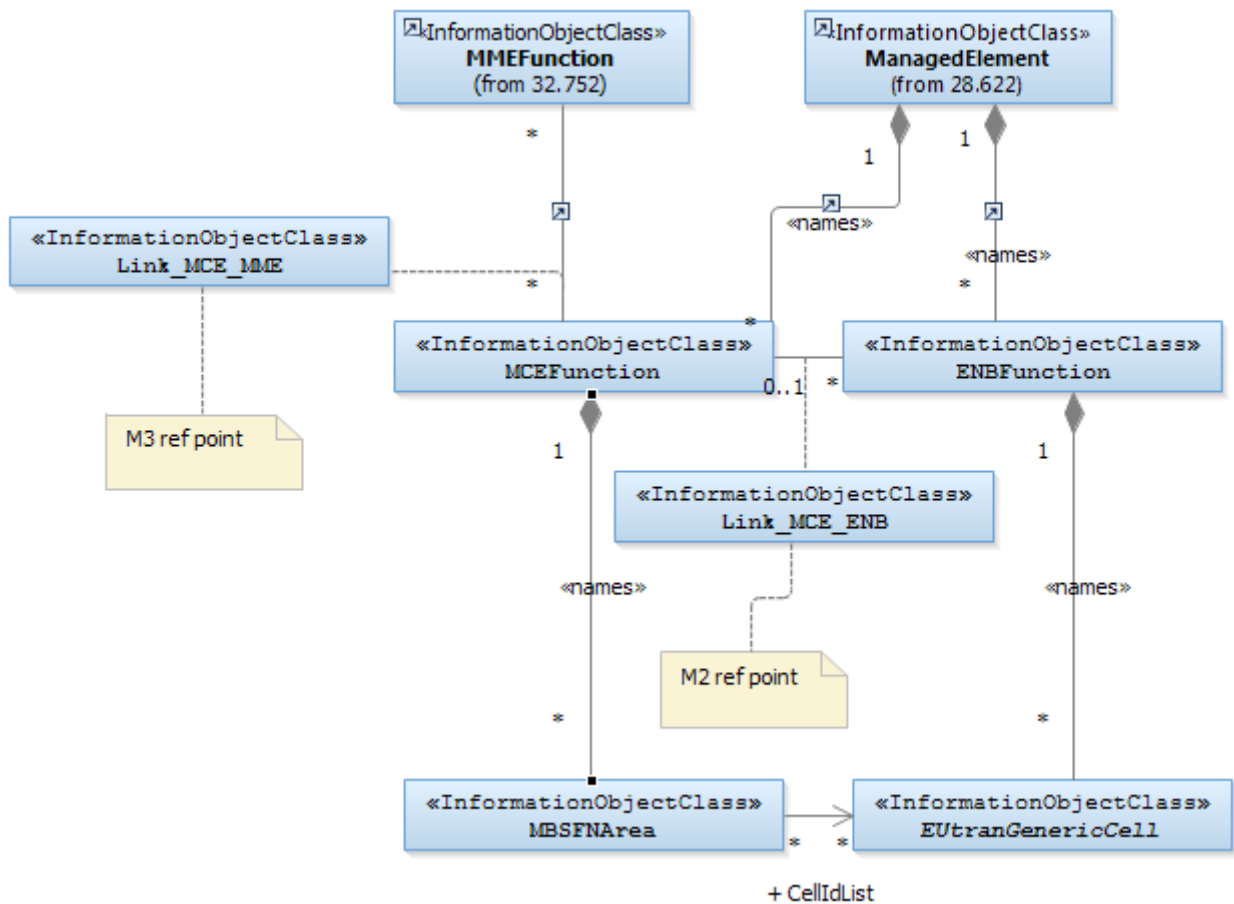 «InformationObjectClass»
MMEFunction
(from 32.752)
«InformationObjectClass»
ManagedElement
(from 28.622)
*
1
1
«names»
«InformationObjectClass»
Link_MCE_MME
«names»
*
*
*
«InformationObjectClass»
MCEFunction
«InformationObjectClass»
ENBFunction
0..1
*
M3 ref point
1
1
«InformationObjectClass»
Link_MCE_ENB
«names»
«names»
M2 ref point
*
*
«InformationObjectClass»
MBSFNArea
«InformationObjectClass»
EUtranGenericCell
*
*
+ CellIdList